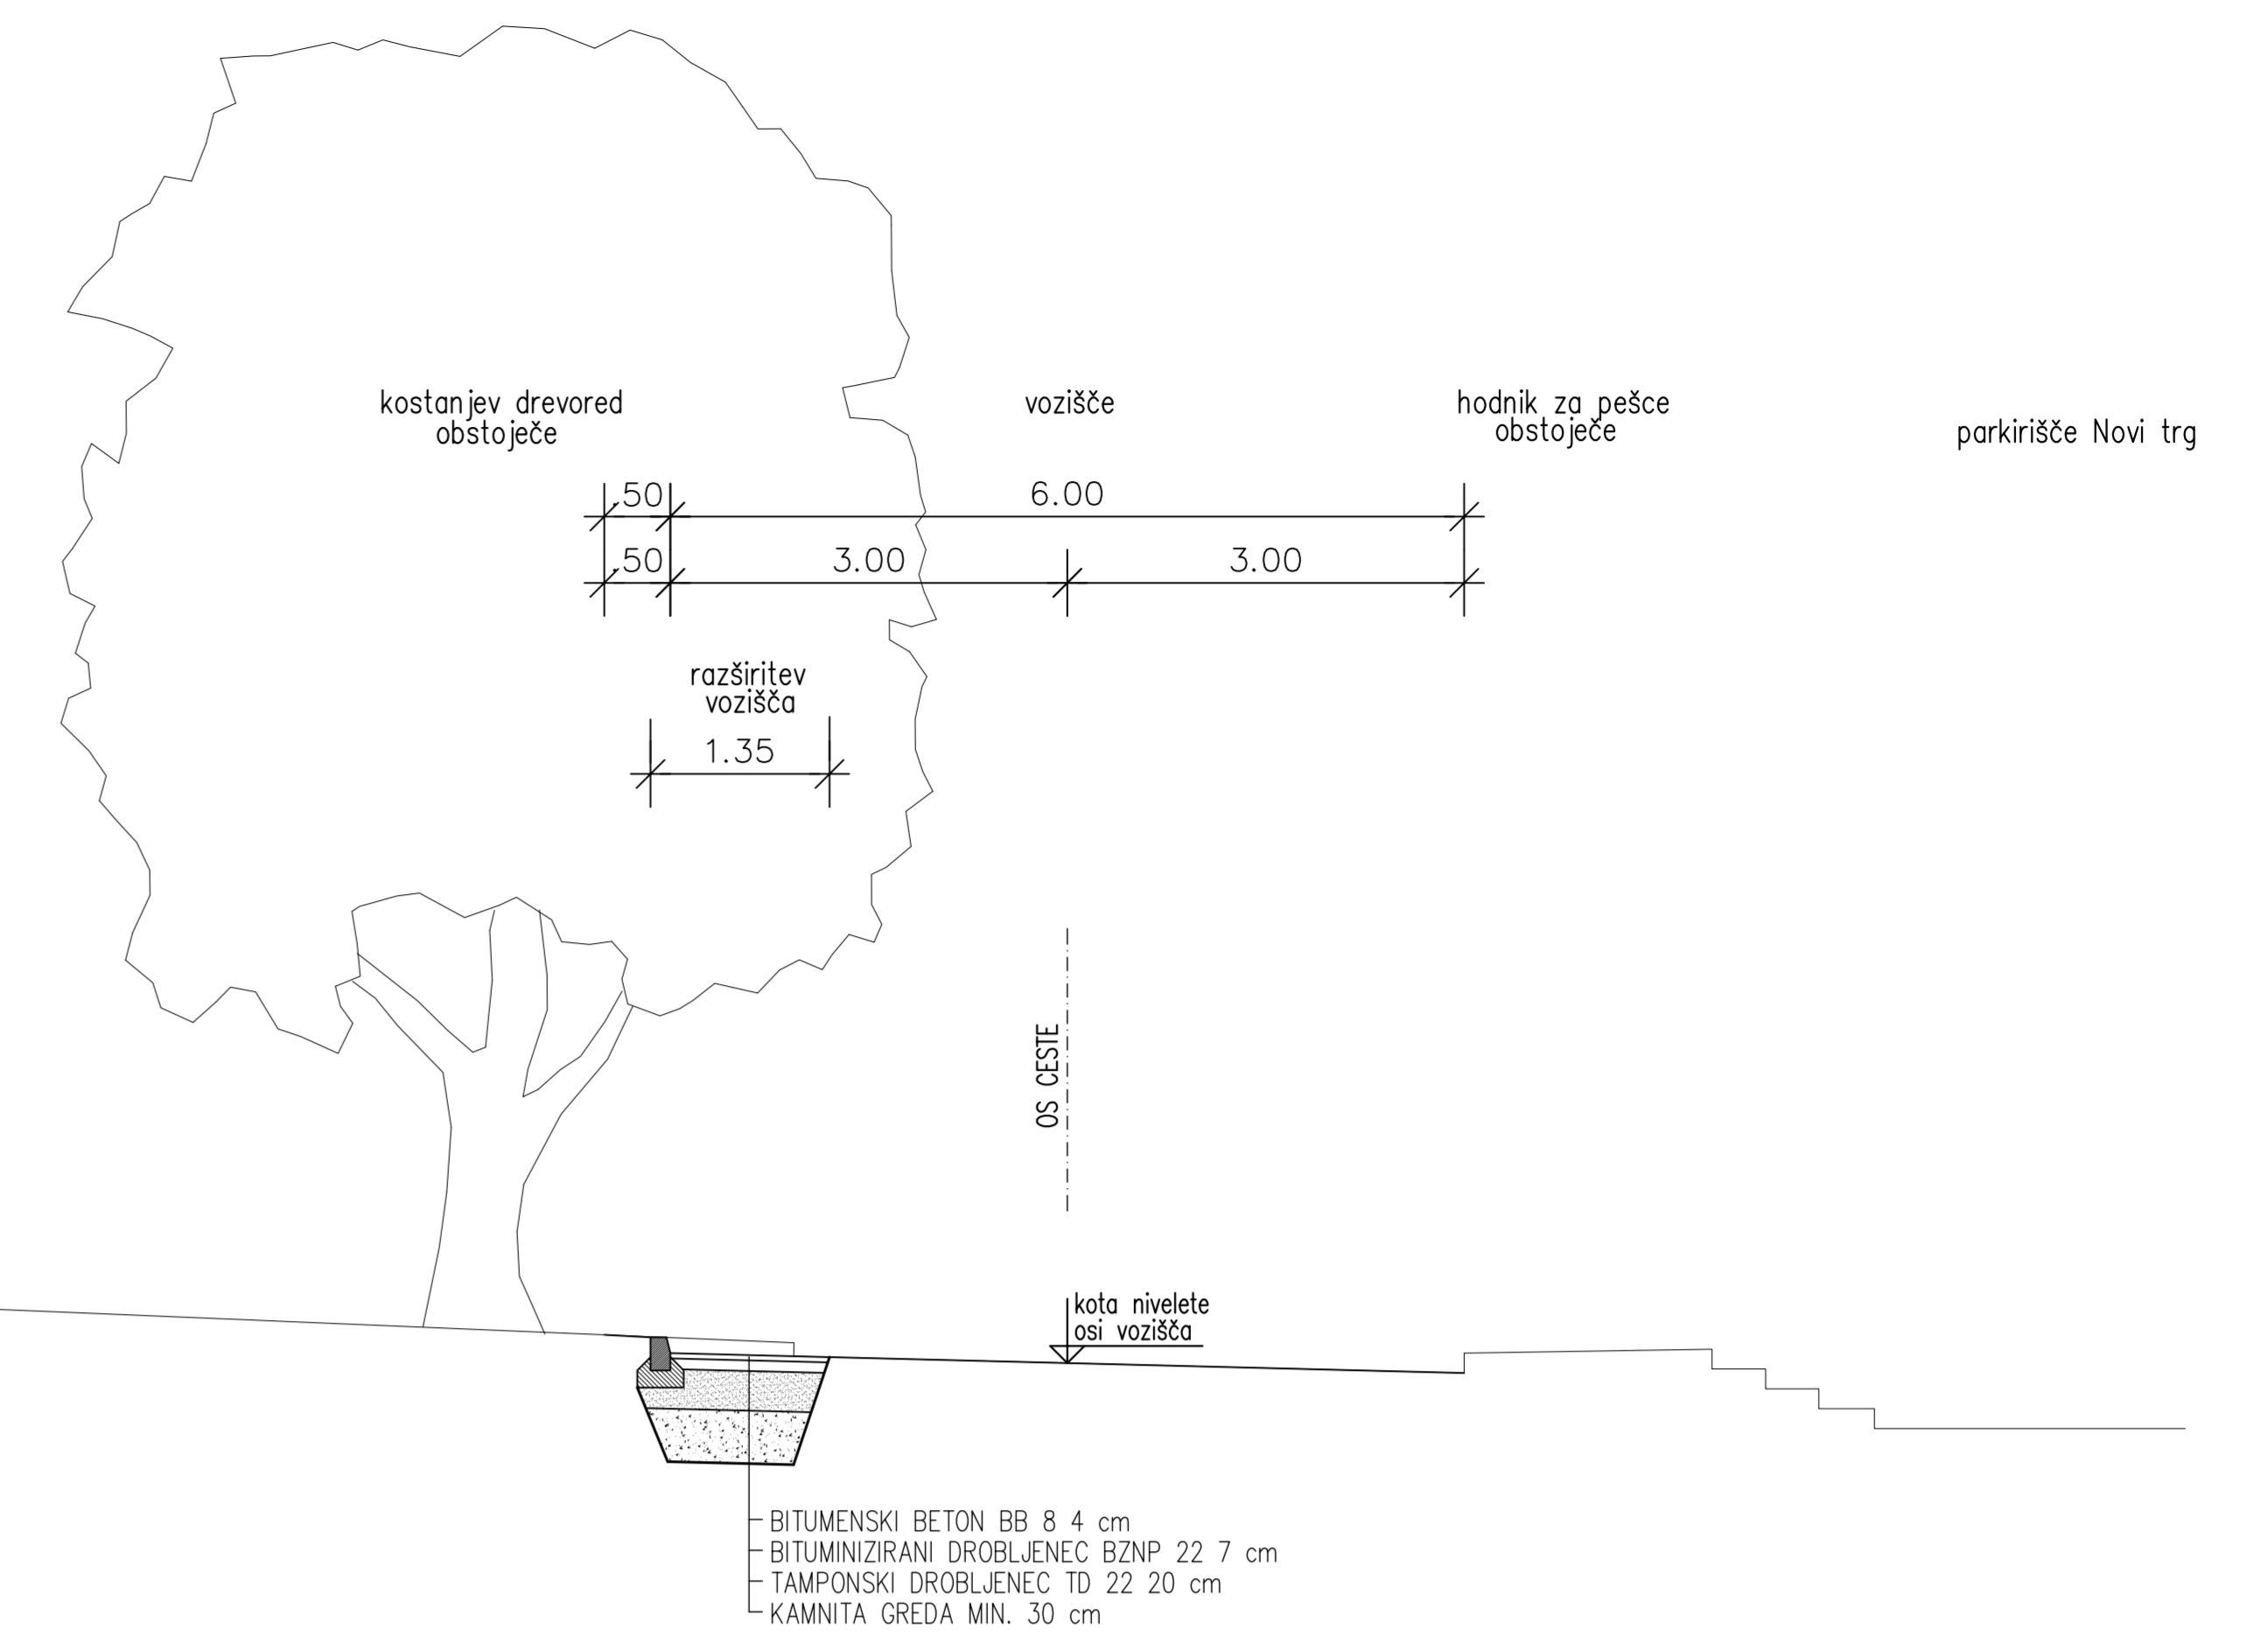 kostanjev drevored
obstoječe
vozišče
hodnik za pešce
obstoječe
parkirišče Novi trg
.50
6.00
.50
3.00
3.00
razširitev
vozišča
1.35
OS CESTE
kota nivelete
osi vozišča
BITUMENSKI BETON BB 8 4 cm
BITUMINIZIRANI DROBLJENEC BZNP 22 7 cm
TAMPONSKI DROBLJENEC TD 22 20 cm
KAMNITA GREDA MIN. 30 cm